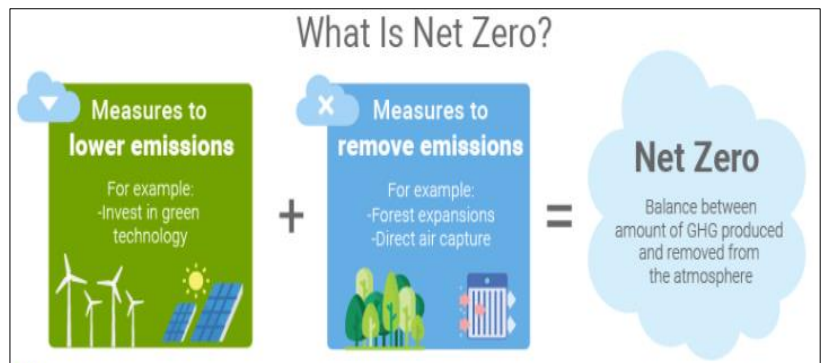 What Is Net Zero?
Measures to
lower emissions
For example:
-Invest in green
technology
+
Measures to
remove emissions
For example:
-Forest expansions
-Direct air capture
=
Net Zero
Balance between
amount of GHG produced
and removed from
the atmosphere